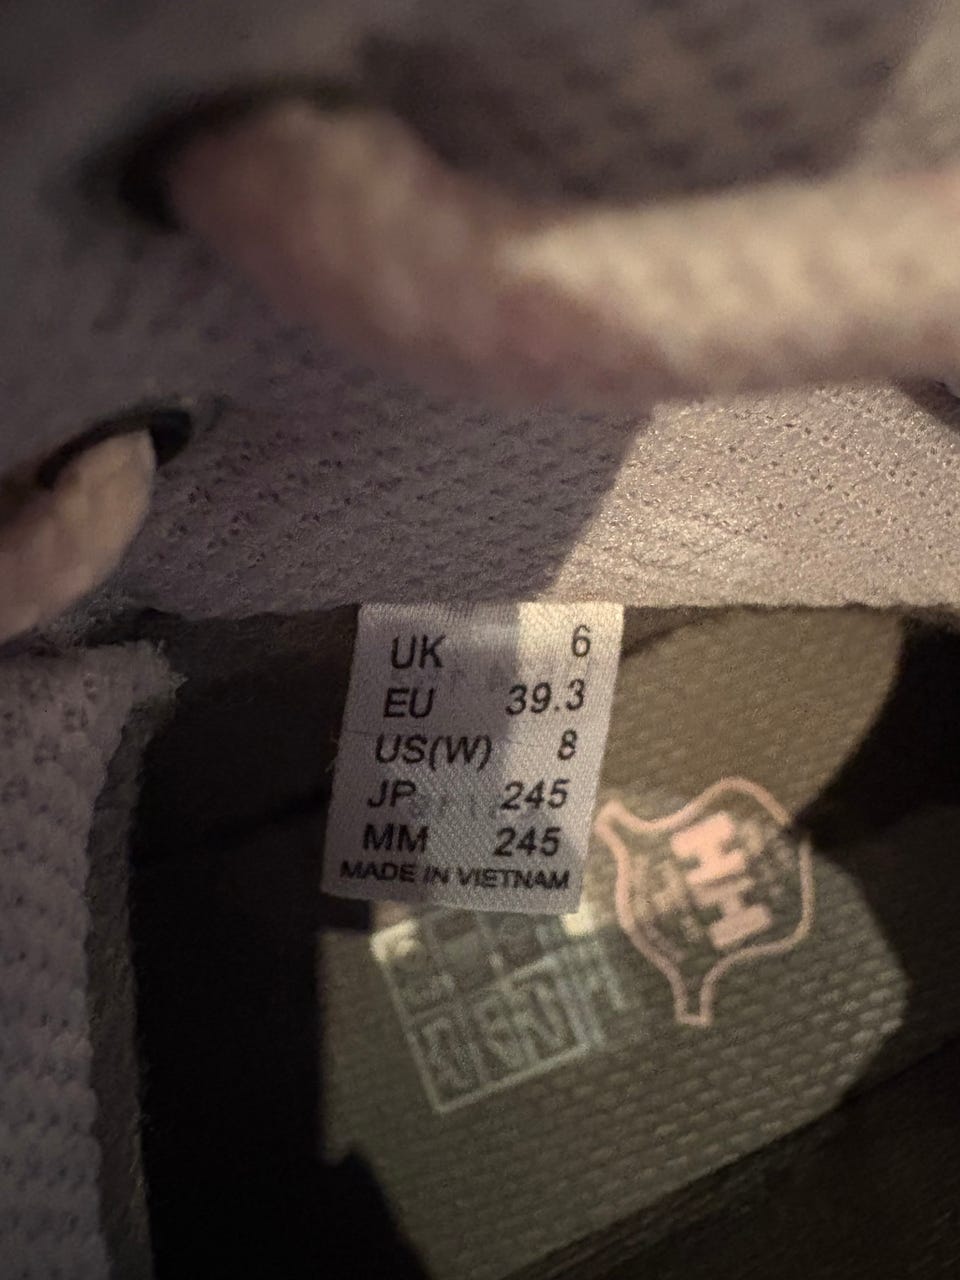 UK 6
EU 39.3
US(W) 8
JP 245
MM 245
MADE IN VIETNAM
HH